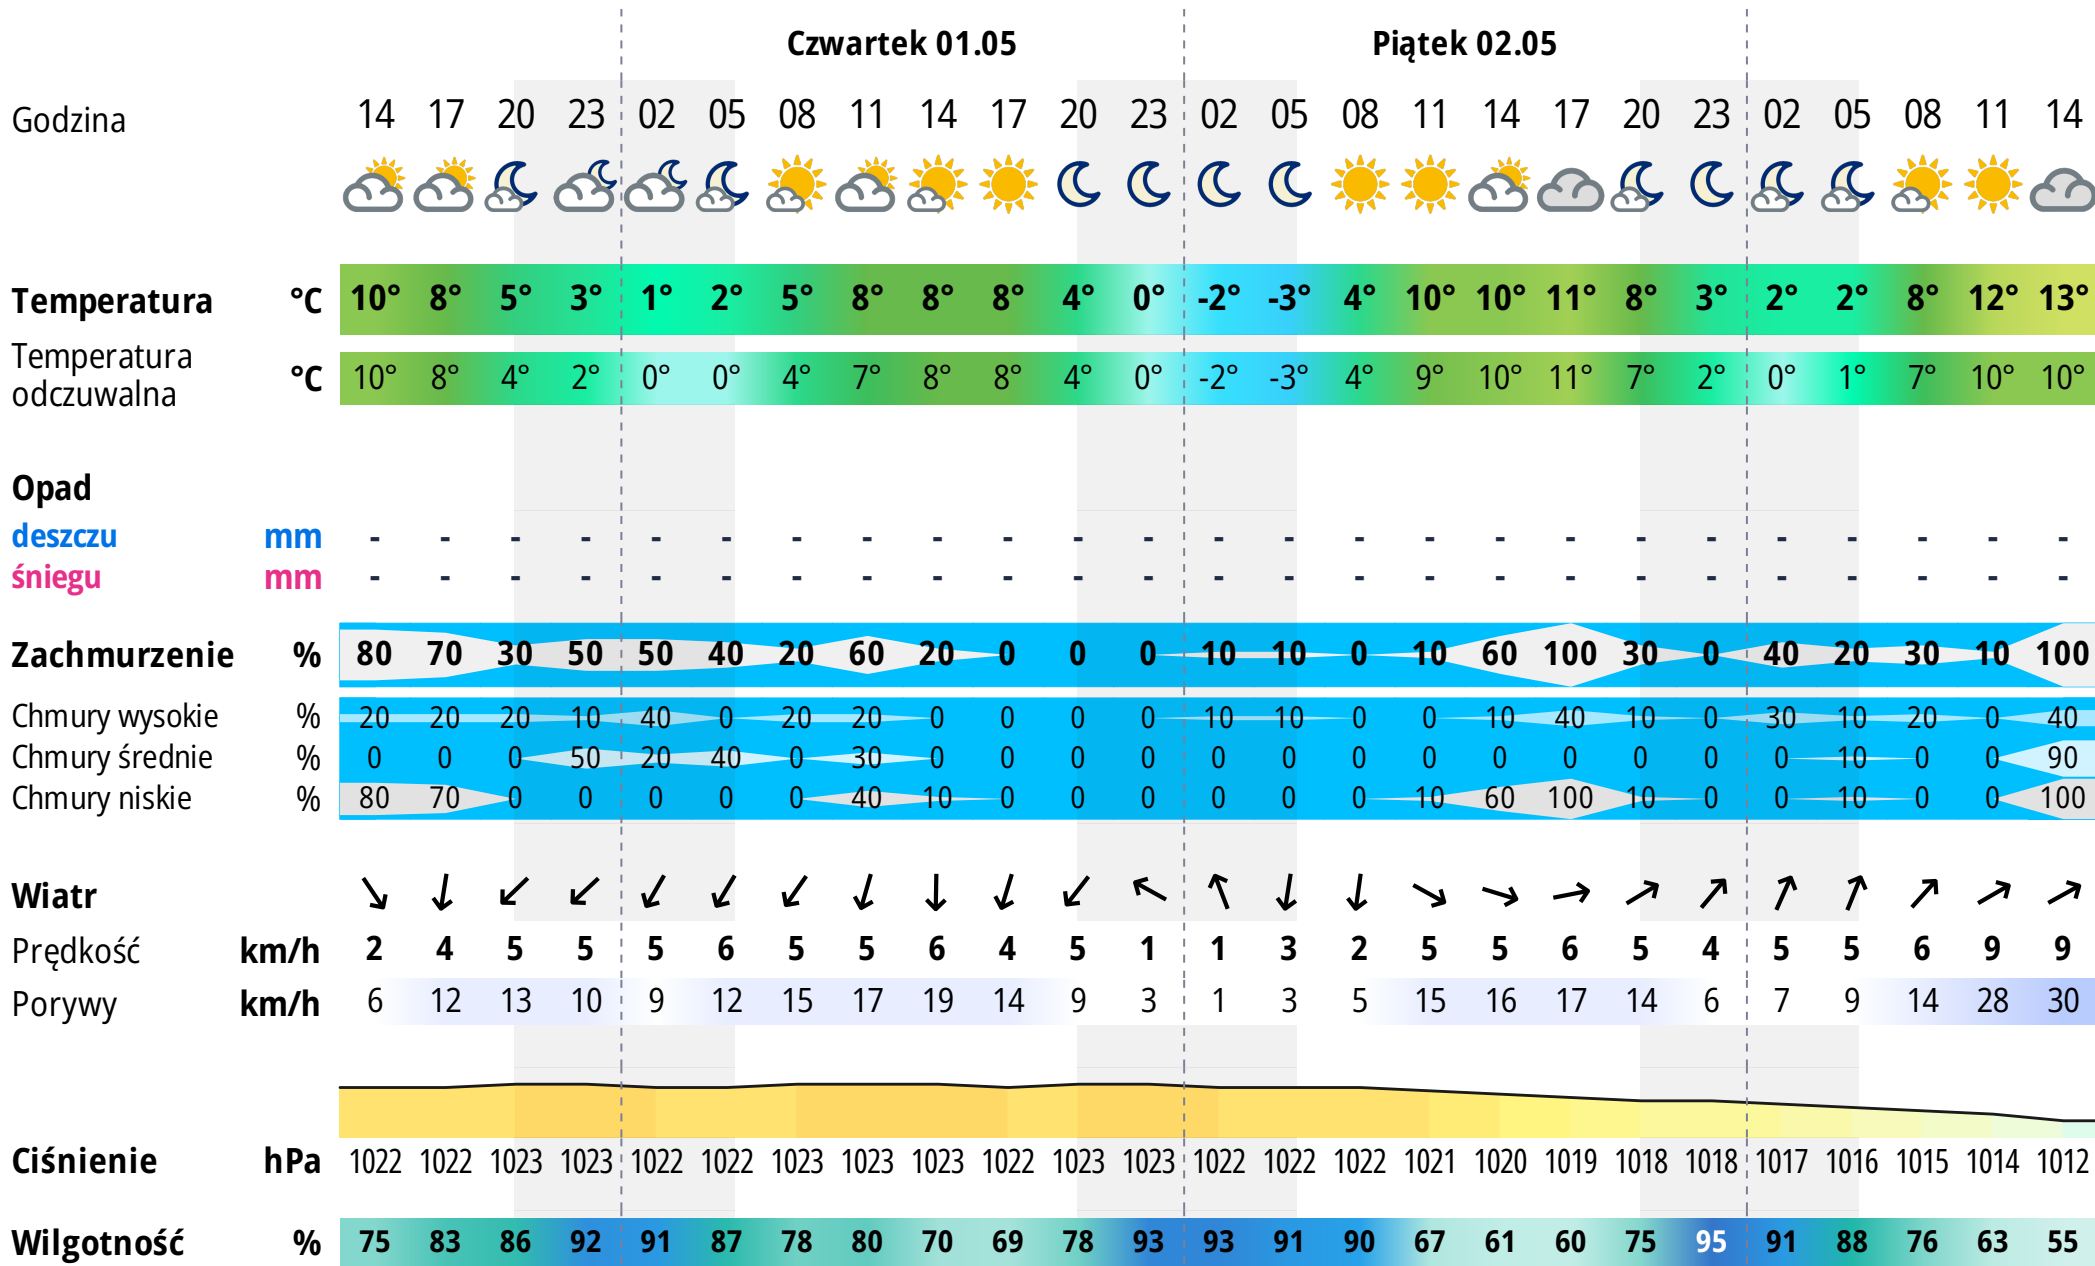 Czwartek 01.05 Piątek 02.05
Godzina 14 17 20 23 02 05 08 11 14 17 20 23 02 05 08 11 14 17 20 23 02 05 08 11 14
Temperatura °C 10° 8° 5° 3° 1° 2° 5° 8° 8° 8° 4° 0° -2° -3° 4° 10° 10° 11° 8° 3° 2° 2° 8° 12° 13°
Temperatura
odczuwalna °C 10° 8° 4° 2° 0° 0° 4° 7° 8° 8° 4° 0° -2° -3° 4° 9° 10° 11° 7° 2° 0° 1° 7° 10° 10°
Opad
deszczu mm - - - - - - - - - - - - - - - - - - - - - - - - -
śniegu mm - - - - - - - - - - - - - - - - - - - - - - - - -
Zachmurzenie % 80 70 30 50 50 40 20 60 20 0 0 0 10 10 0 10 60 100 30 0 40 20 30 10 100
Chmury wysokie % 20 20 20 10 40 0 20 20 0 0 0 0 10 10 0 0 10 40 10 0 30 10 20 0 40
Chmury średnie % 0 0 0 50 20 40 0 30 0 0 0 0 0 0 0 0 0 0 0 0 0 10 0 0 90
Chmury niskie % 80 70 0 0 0 0 0 40 10 0 0 0 0 0 0 10 60 100 10 0 0 10 0 0 100
Wiatr
Prędkość km/h 2 4 5 5 5 6 5 5 6 4 5 1 1 3 2 5 5 6 5 4 5 5 6 9 9
Porywy km/h 6 12 13 10 9 12 15 17 19 14 9 3 1 3 5 15 16 17 14 6 7 9 14 28 30
Ciśnienie hPa 1022 1022 1023 1023 1022 1022 1023 1023 1023 1022 1023 1023 1022 1022 1022 1021 1020 1019 1018 1018 1017 1016 1015 1014 1012
Wilgotność % 75 83 86 92 91 87 78 80 70 69 78 93 93 91 90 67 61 60 75 95 91 88 76 63 55